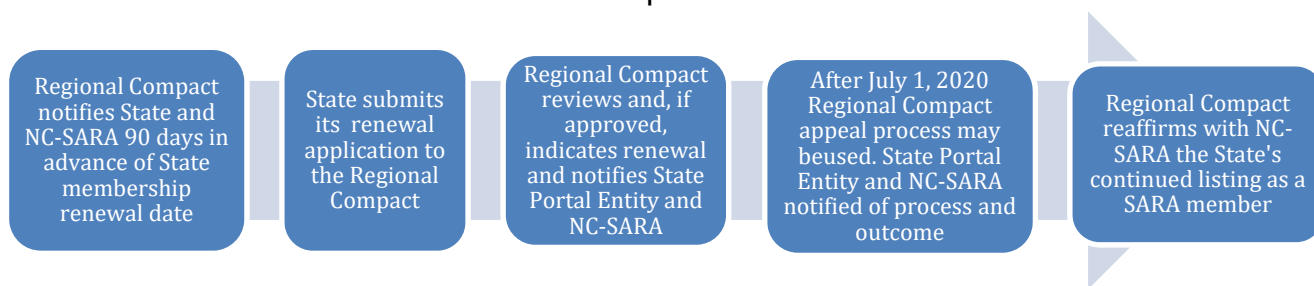 Regional Compact
notifies State and
NC-SARA 90 days in
advance of State
membership
renewal date
State submits
its renewal
application to
the Regional
Compact
Regional Compact
reviews and, if
approved,
indicates renewal
and notifies State
Portal Entity and
NC-SARA
After July 1, 2020
Regional Compact
appeal process may
beused. State Portal
Entity and NC-SARA
notified of process and
outcome
Regional Compact
reaffirms with NC-
SARA the State's
continued listing as a
SARA member